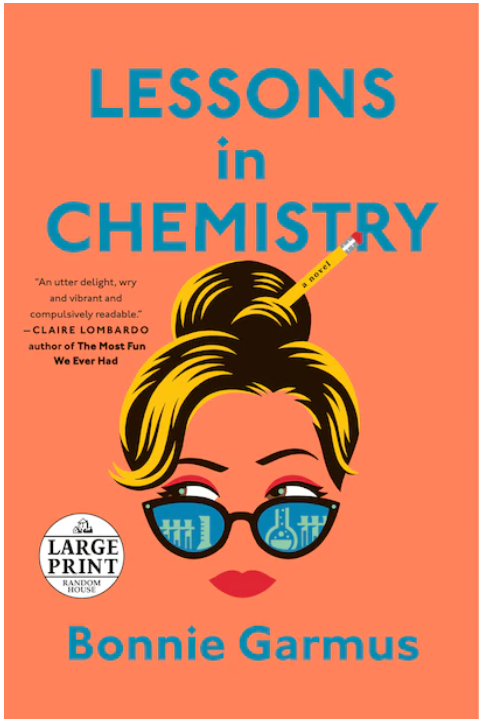 LESSONS
in
CHEMISTRY
a novel
"An utter delight, wry
and vibrant and
compulsively readable."
—CLAIRE LOMBARDO
author of The Most Fun
We Ever Had
LARGE
PRINT
RANDOM
HOUSE
Bonnie Garmus